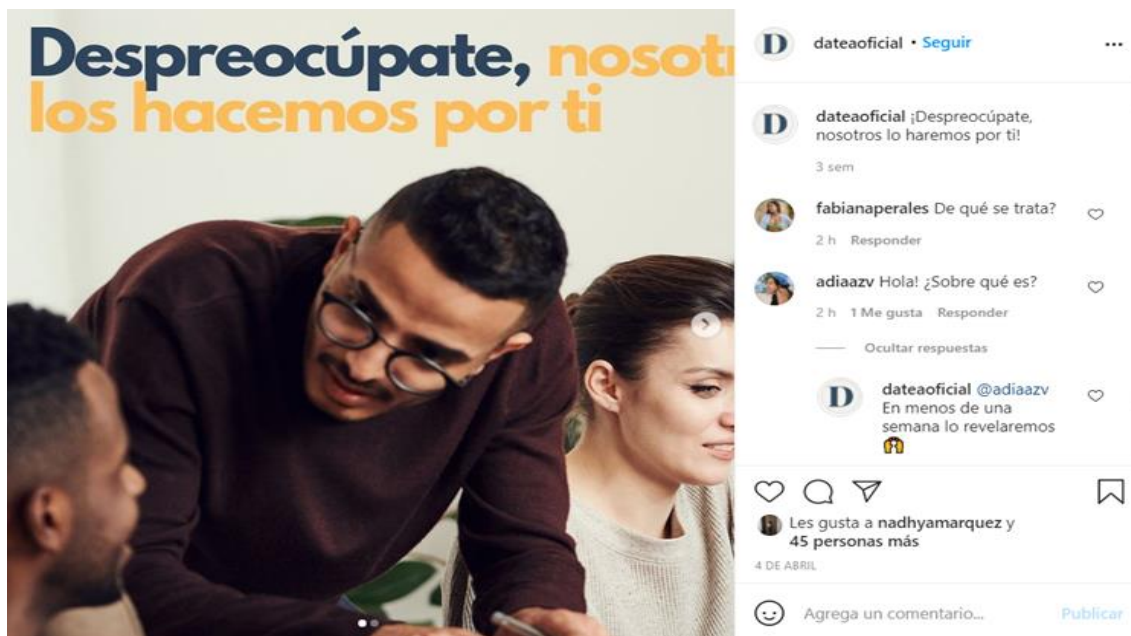 Despreocúpate, nosotr
los hacemos por ti
D
dateaoficial • Seguir
D
dateaoficial ¡Despreocúpate,
nosotros lo haremos por ti!
3 sem
fabianaperales De qué se trata?
2 h Responder
adiaazv Hola! ¿Sobre qué es?
2 h 1 Me gusta Responder
Ocultar respuestas
D
dateaoficial @adiaazv
En menos de una
semana lo revelaremos
Les gusta a nadhyamarquez y
45 personas más
4 DE ABRIL
Agrega un comentario... Publicar